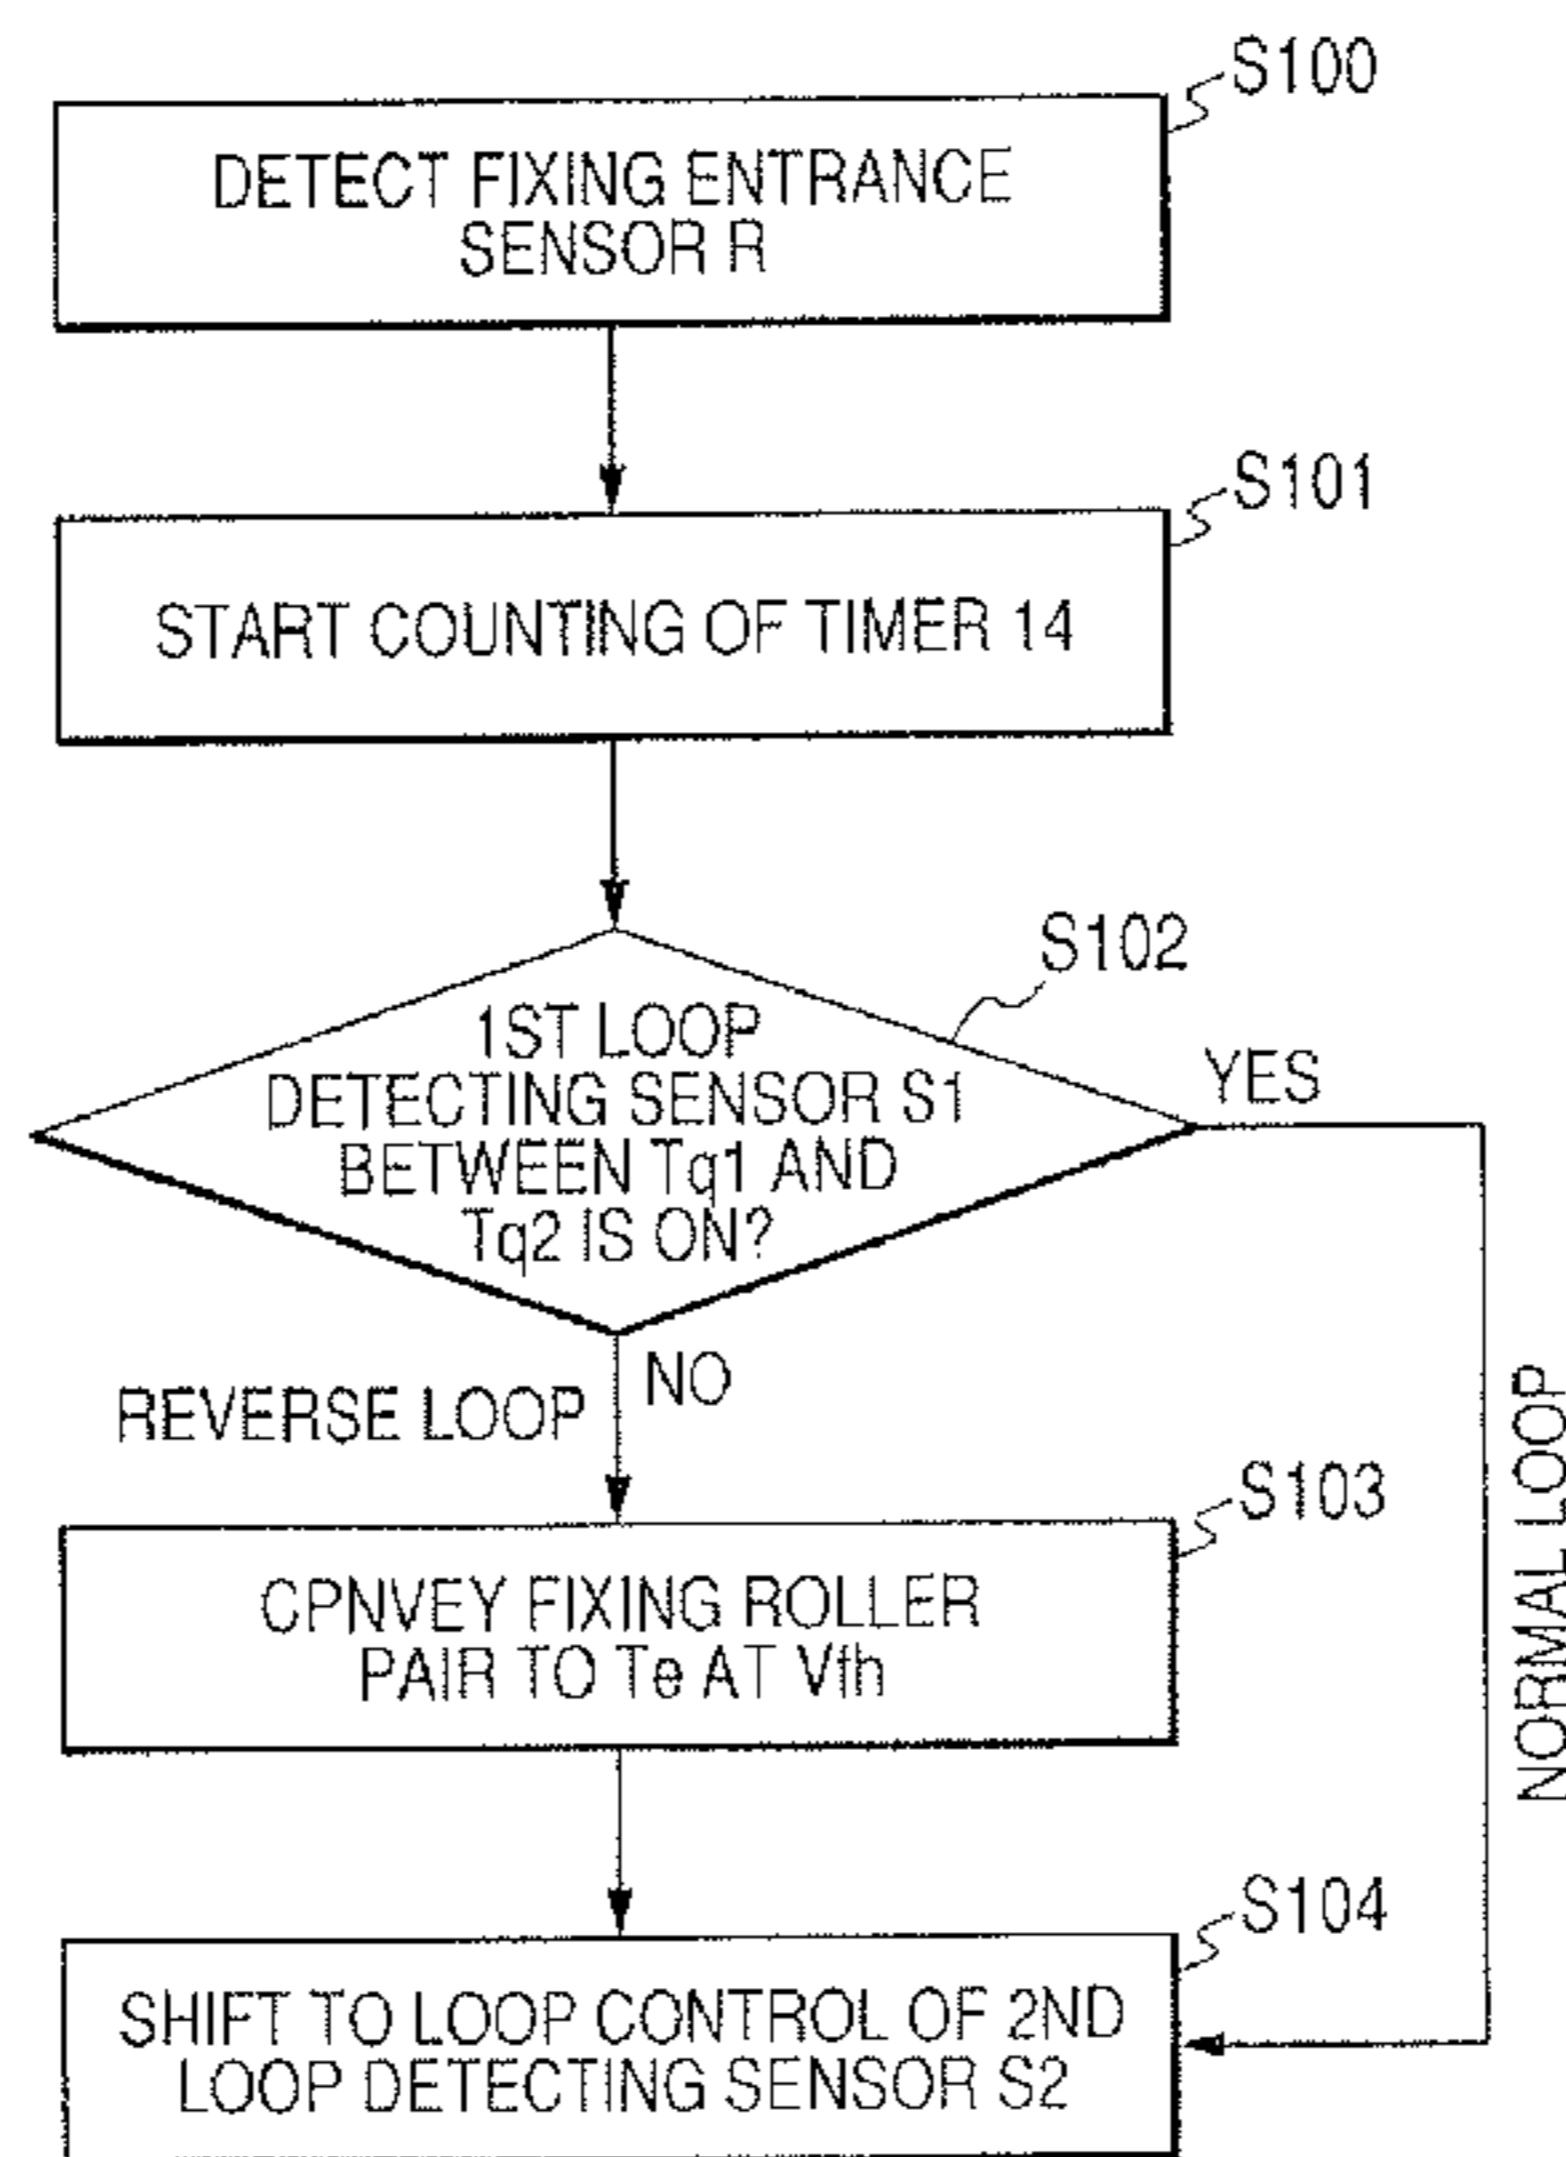 S100
DETECT FIXING ENTRANCE
SENSOR R
S101
START COUNTING OF TIMER 14
S102
1ST LOOP
DETECTING SENSOR S1
BETWEEN Tq1 AND
Tq2 IS ON?
YES
NO
REVERSE LOOP
NORMAL LOOP
S103
CPNVEY FIXING ROLLER
PAIR TO Te AT Vfh
S104
SHIFT TO LOOP CONTROL OF 2ND
LOOP DETECTING SENSOR S2